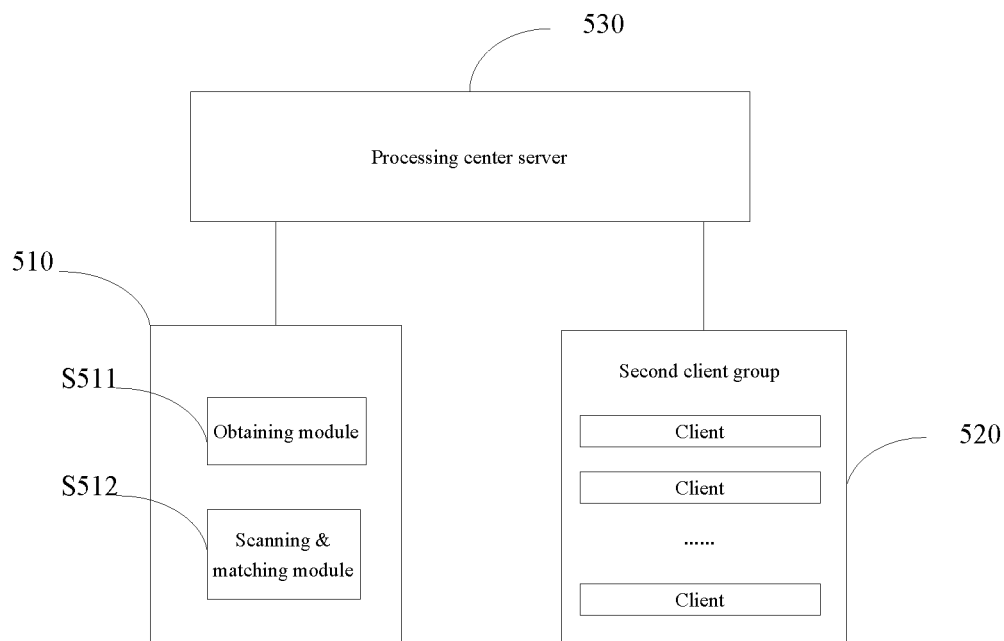 530
Processing center server
510
S511
Obtaining module
S512
Scanning &
matching module
Second client group
Client
Client
......
Client
520